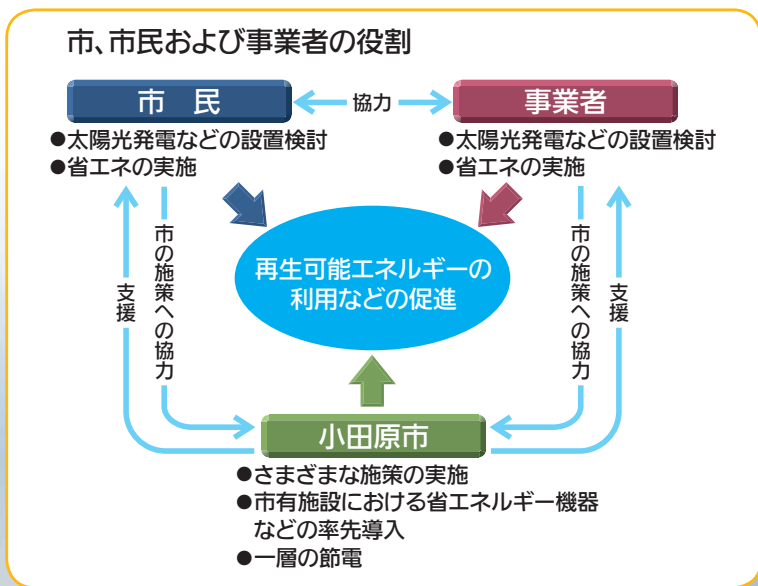 市、市民および事業者の役割
市　民
協力
事業者
●太陽光発電などの設置検討
●省エネの実施
●太陽光発電などの設置検討
●省エネの実施
支援
市の施策への協力
再生可能エネルギーの
利用などの促進
市の施策への協力
支援
小田原市
●さまざまな施策の実施
●市有施設における省エネルギー機器
などの率先導入
●一層の節電